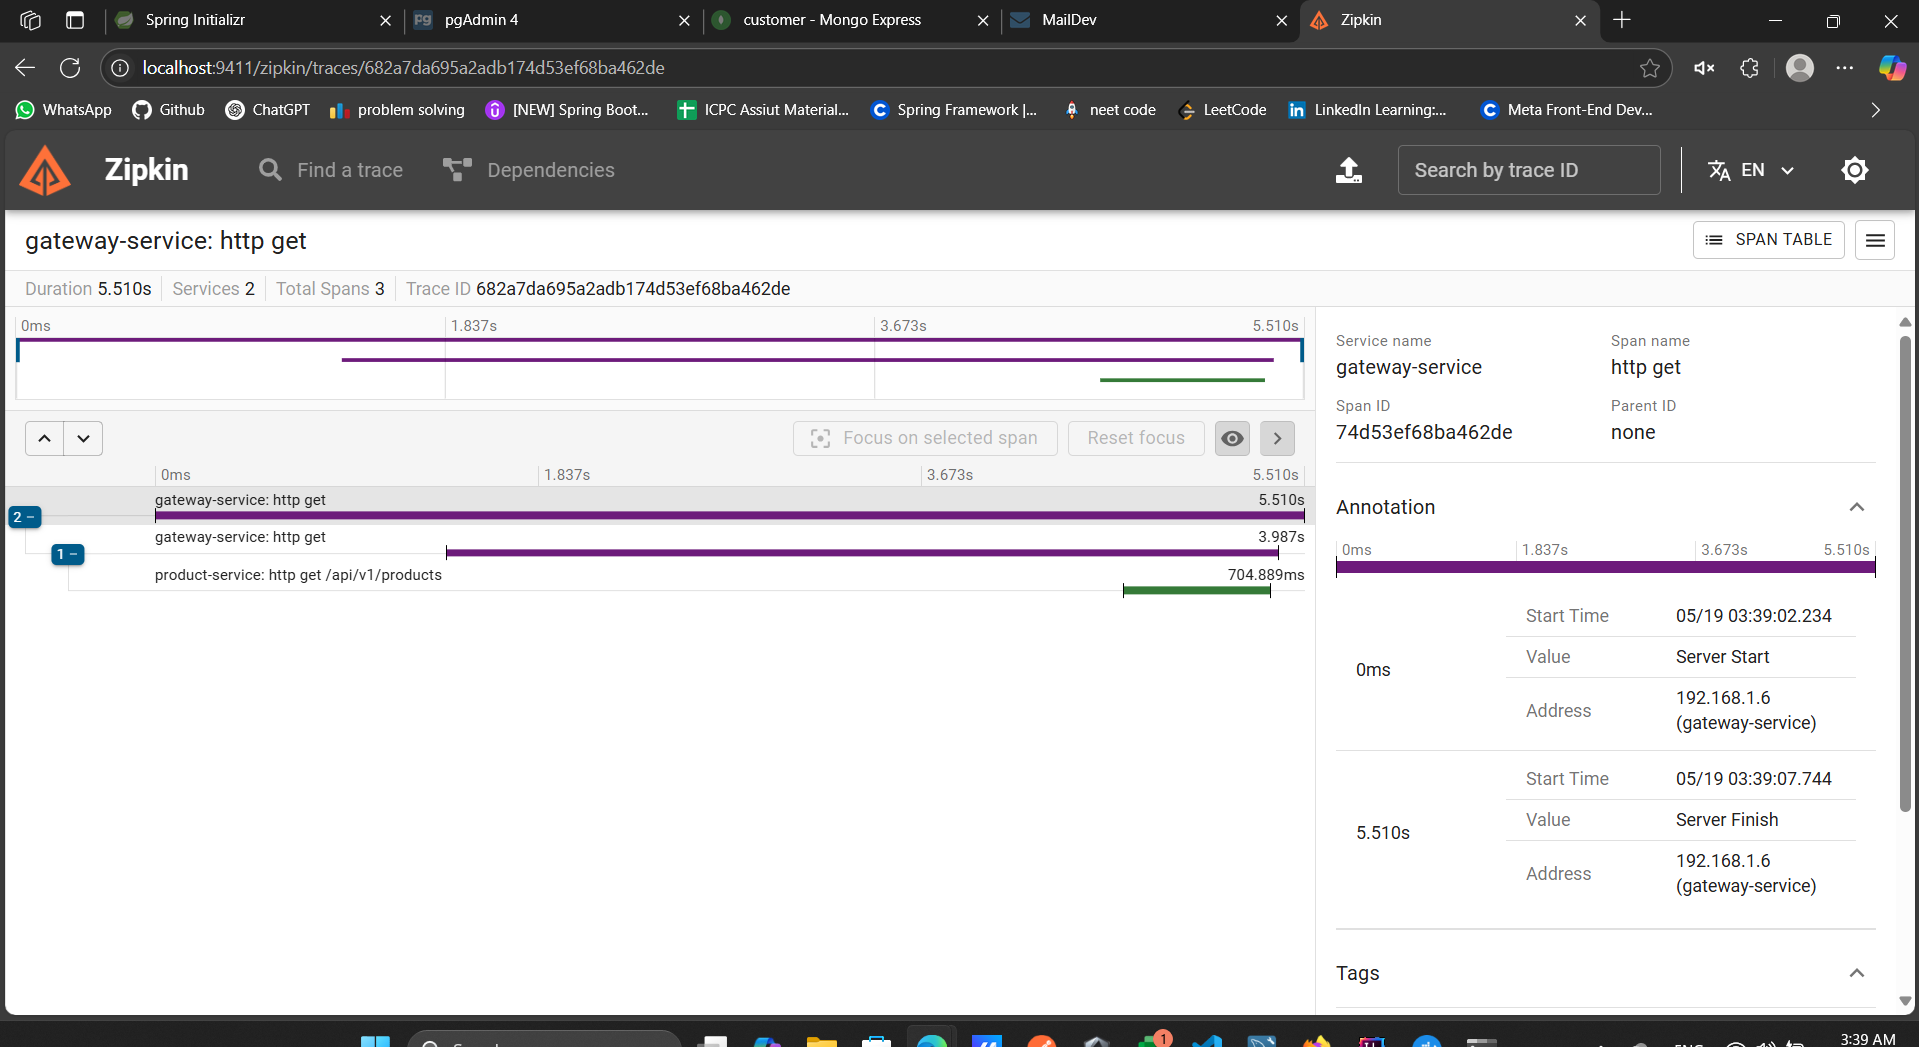 Spring Initializr
pgAdmin 4
customer - Mongo Express
MailDev
Zipkin
localhost:9411/zipkin/traces/682a7da695a2adb174d53ef68ba462de
WhatsApp
Github
ChatGPT
problem solving
[NEW] Spring Boot...
ICPC Assiut Material...
Spring Framework |...
neet code
LeetCode
LinkedIn Learning:...
Meta Front-End Dev...
Zipkin
Find a trace
Dependencies
Search by trace ID
EN
gateway-service: http get
SPAN TABLE
Duration 5.510s Services 2 Total Spans 3 Trace ID 682a7da695a2adb174d53ef68ba462de
0ms 1.837s 3.673s 5.510s
Focus on selected span
Reset focus
0ms 1.837s 3.673s 5.510s
gateway-service: http get 5.510s
2 −
gateway-service: http get 3.987s
1 −
product-service: http get /api/v1/products 704.889ms
Service name Span name
gateway-service http get
Span ID Parent ID
74d53ef68ba462de none
Annotation
0ms 1.837s 3.673s 5.510s
Start Time 05/19 03:39:02.234
0ms
Value Server Start
Address 192.168.1.6
(gateway-service)
Start Time 05/19 03:39:07.744
5.510s
Value Server Finish
Address 192.168.1.6
(gateway-service)
Tags
1
3:39 AM